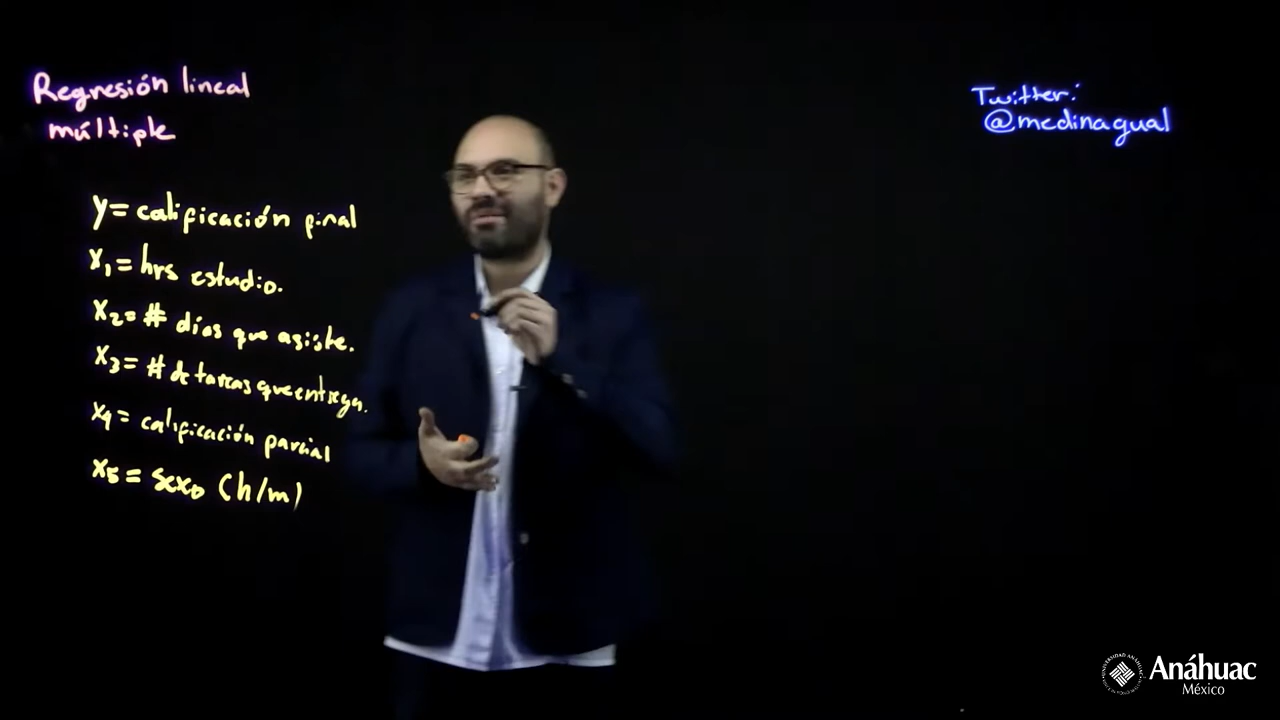 Regresión lineal
múltiple
y = calificación final
x₁ = hrs estudio.
x₂ = # días que asiste.
x₃ = # de tareas que entrega.
x₄ = calificación parcial
x₅ = sexo (h/m)
Twitter:
@medinagual
Anáhuac
México